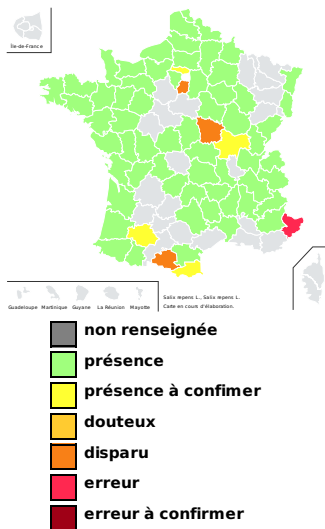 Île-de-France
Guadeloupe Martinique Guyane La Réunion Mayotte
Salix repens L., Salix repens L.
Carte en cours d'élaboration.
non renseignée
présence
présence à confimer
douteux
disparu
erreur
erreur à confirmer